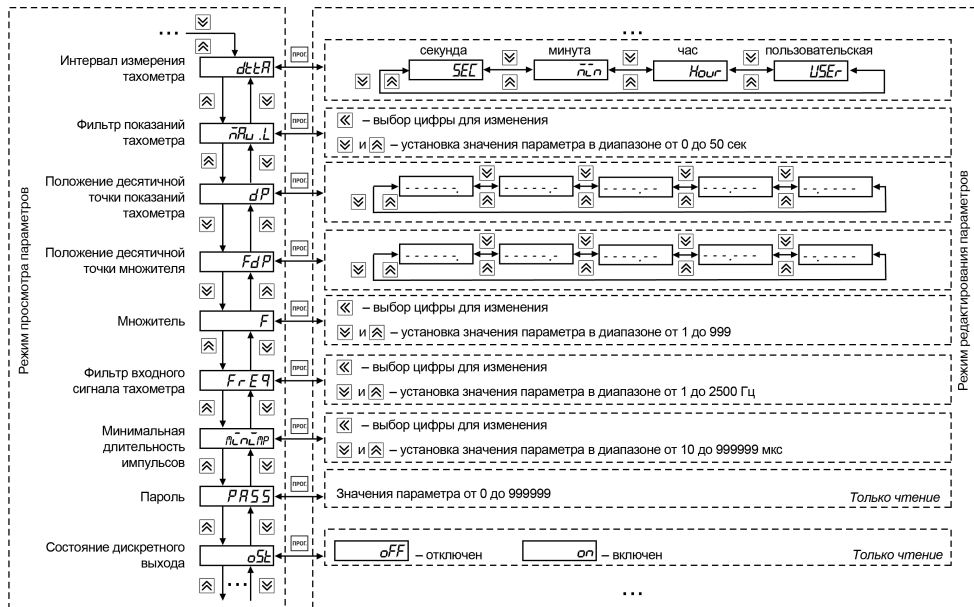 ...
...
Режим просмотра параметров
Режим редактирования параметров
Интервал измерения
тахометра
dttA
ПРОГ.
секунда
минута
час
пользовательская
SEC
min
Hour
USEr
Фильтр показаний
тахометра
mAv.L
ПРОГ.
– выбор цифры для изменения
и – установка значения параметра в диапазоне от 0 до 50 сек
Положение десятичной
точки показаний
тахометра
dP
ПРОГ.
- - - - - -.
- - - - -.-
- - - -.- -
- - -.- - -
- -.- - - -
Положение десятичной
точки множителя
FdP
ПРОГ.
- - - - - -.
- - - - -.-
- - - -.- -
- - -.- - -
- -.- - - -
Множитель
F
ПРОГ.
– выбор цифры для изменения
и – установка значения параметра в диапазоне от 1 до 999
Фильтр входного
сигнала тахометра
FrEq
ПРОГ.
– выбор цифры для изменения
и – установка значения параметра в диапазоне от 1 до 2500 Гц
Минимальная
длительность
импульсов
ПРОГ.
– выбор цифры для изменения
и – установка значения параметра в диапазоне от 10 до 999999 мкс
Пароль
PASS
ПРОГ.
Значения параметра от 0 до 999999
Только чтение
Состояние дискретного
выхода
oSt
ПРОГ.
oFF – отключен
on – включен
Только чтение
...
...